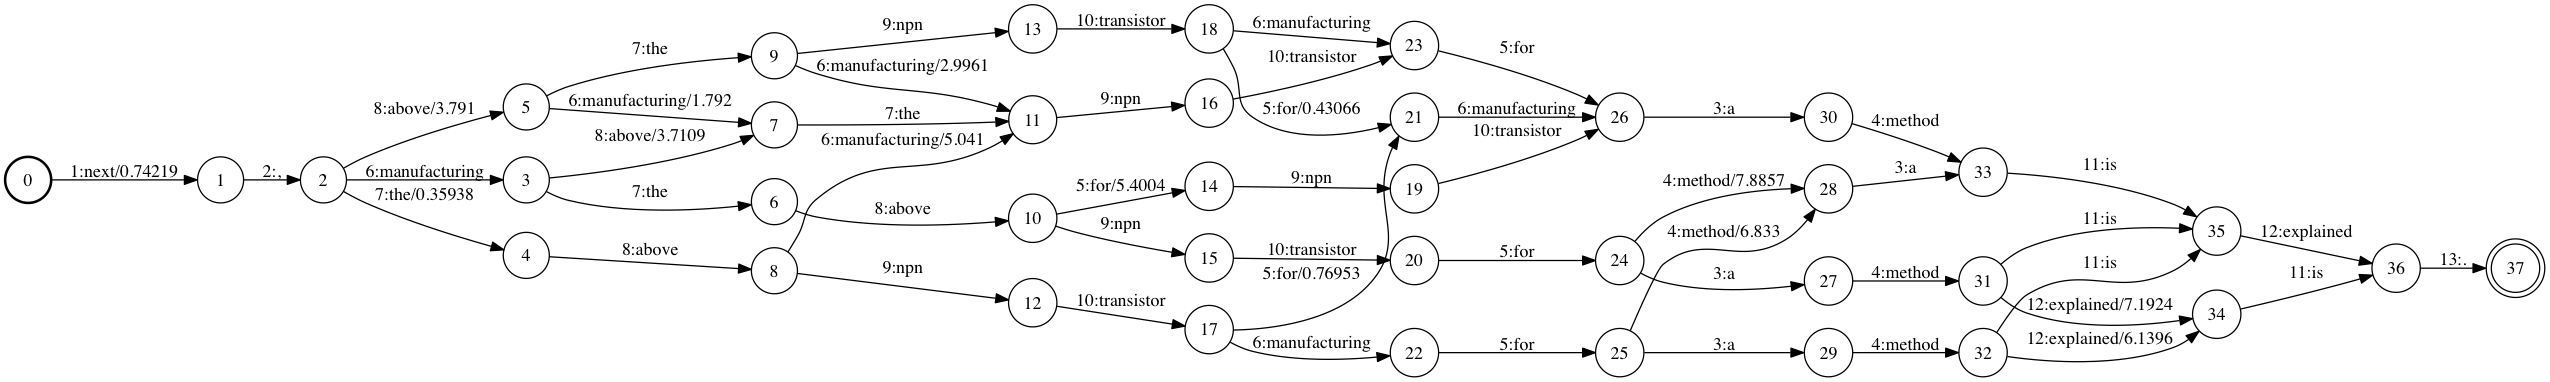 0
1:next/0.74219
1
2:,
2
8:above/3.791
6:manufacturing
7:the/0.35938
5
3
4
7:the
6:manufacturing/1.792
8:above/3.7109
7:the
8:above
9
7
6
8
9:npn
6:manufacturing/2.9961
7:the
6:manufacturing/5.041
8:above
9:npn
13
11
10
12
10:transistor
9:npn
5:for/5.4004
9:npn
10:transistor
18
16
14
15
17
6:manufacturing
10:transistor
5:for/0.43066
9:npn
10:transistor
5:for/0.76953
6:manufacturing
23
21
19
20
22
5:for
6:manufacturing
10:transistor
5:for
5:for
26
24
25
3:a
4:method/7.8857
4:method/6.833
3:a
3:a
30
28
27
29
4:method
3:a
4:method
4:method
33
31
32
11:is
11:is
11:is
12:explained/7.1924
12:explained/6.1396
35
34
12:explained
11:is
36
13:.
37